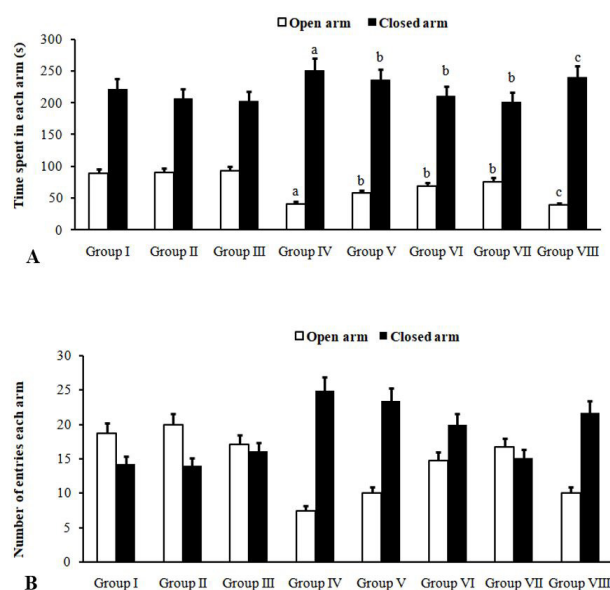 Open arm Closed arm
Time spent in each arm (s)
300
250
200
150
100
50
0
a b b b c
a b b b c
Group I Group II Group III Group IV Group V Group VI Group VII Group VIII
A
Open arm Closed arm
Number of entries each arm
30
25
20
15
10
5
0
Group I Group II Group III Group IV Group V Group VI Group VII Group VIII
B